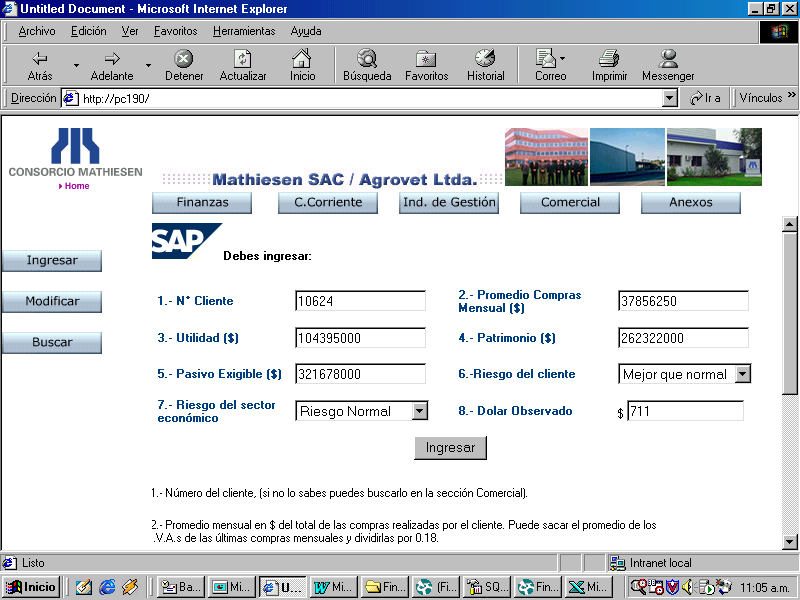 Untitled Document - Microsoft Internet Explorer
Archivo Edición Ver Favoritos Herramientas Ayuda
Atrás Adelante Detener Actualizar Inicio Búsqueda Favoritos Historial Correo Imprimir Messenger
Dirección http://pc190/ Ir a Vínculos »
CONSORCIO MATHIESEN
Home
Mathiesen SAC / Agrovet Ltda.
Finanzas C.Corriente Ind. de Gestión Comercial Anexos
SAP
Debes ingresar:
Ingresar
Modificar
Buscar
1.- N° Cliente 10624
2.- Promedio Compras
Mensual ($) 37856250
3.- Utilidad ($) 104395000
4.- Patrimonio ($) 262322000
5.- Pasivo Exigible ($) 321678000
6.-Riesgo del cliente Mejor que normal
7.- Riesgo del sector
económico Riesgo Normal
8.- Dolar Observado $ 711
Ingresar
1.- Número del cliente, (si no lo sabes puedes buscarlo en la sección Comercial).
2.- Promedio mensual en $ del total de las compras realizadas por el cliente. Puede sacar el promedio de los
.V.A.s de las últimas compras mensuales y dividirlas por 0.18.
Listo Intranet local
Inicio Ba... Mi... U... Mi... Fin... (Fi... SQ... Fin... Mi... 11:05 a.m.